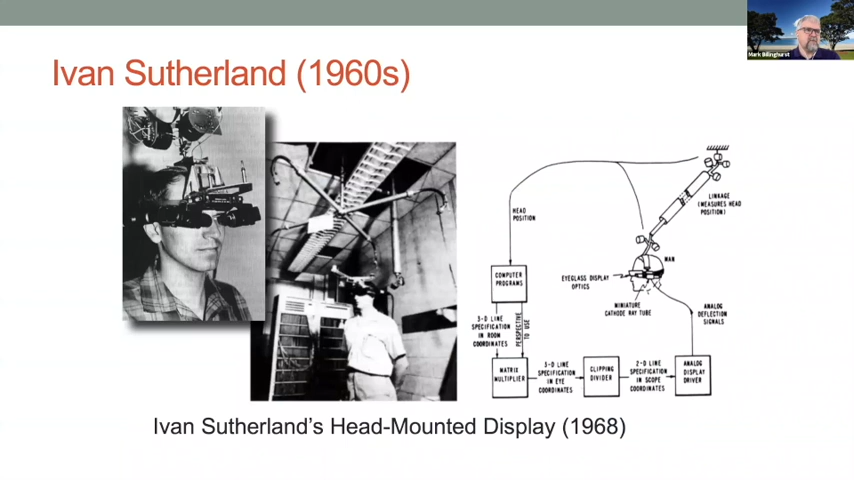 Mark Billinghurst
Ivan Sutherland (1960s)
HEAD
POSITION
LINKAGE
(MEASURES HEAD
POSITION)
MAN
EYEGLASS DISPLAY
OPTICS
MINIATURE
CATHODE RAY TUBE
ANALOG
DEFLECTION
SIGNALS
COMPUTER
PROGRAMS
3-D LINE
SPECIFICATION
IN ROOM
COORDINATES
PERSPECTIVE
TO USE
MATRIX
MULTIPLIER
3-D LINE
SPECIFICATION
IN EYE
COORDINATES
CLIPPING
DIVIDER
2-D LINE
SPECIFICATION
IN SCOPE
COORDINATES
ANALOG
DISPLAY
DRIVER
Ivan Sutherland's Head-Mounted Display (1968)